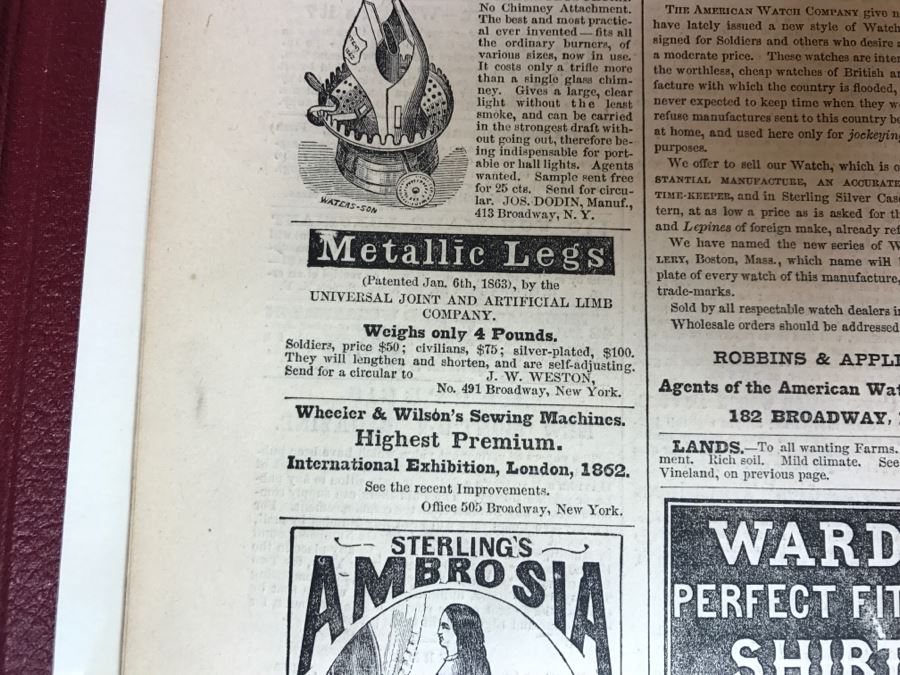 No Chimney Attachment.
The best and most practic-
al ever invented — fits all
the ordinary burners, of
various sizes, now in use.
It costs only a trifle more
than a single glass chim-
ney. Gives a large, clear
light without the least
smoke, and can be carried
in the strongest draft with-
out going out, therefore be-
ing indispensable for port-
able or hall lights. Agents
wanted. Sample sent free
for 25 cts. Send for circu-
lar. JOS. DODIN, Manuf.,
413 Broadway, N. Y.
WATERS-SON
Metallic Legs
(Patented Jan. 6th, 1863), by the
UNIVERSAL JOINT AND ARTIFICIAL LIMB
COMPANY.
Weighs only 4 Pounds.
Soldiers, price $50; civilians, $75; silver-plated, $100.
They will lengthen and shorten, and are self-adjusting.
Send for a circular to J. W. WESTON,
No. 491 Broadway, New York.
Wheeler & Wilson's Sewing Machines.
Highest Premium.
International Exhibition, London, 1862.
See the recent Improvements.
Office 505 Broadway, New York.
STERLING'S
AMBROSIA
THE AMERICAN WATCH COMPANY give
have lately issued a new style of Watch
signed for Soldiers and others who desire
a moderate price. These watches are
the worthless, cheap watches of British
facture with which the country is flooded,
never expected to keep time when they
refuse manufactures sent to this country
at home, and used here only for jockeying
purposes.
We offer to sell our Watch, which is
STANTIAL MANUFACTURE, AN ACCURATE
TIME-KEEPER, and in Sterling Silver
tern, at as low a price as is asked for
and Lepines of foreign make, already
We have named the new series of
LERY, Boston, Mass., which name will
plate of every watch of this manufacture,
trade-marks.
Sold by all respectable watch dealers
Wholesale orders should be addressed
ROBBINS &
Agents of the American
182 BROADWAY,
LANDS.—To all wanting Farms.
ment. Rich soil. Mild climate. See
Vineland, on previous page.
WARD
PERFECT
SHIRT